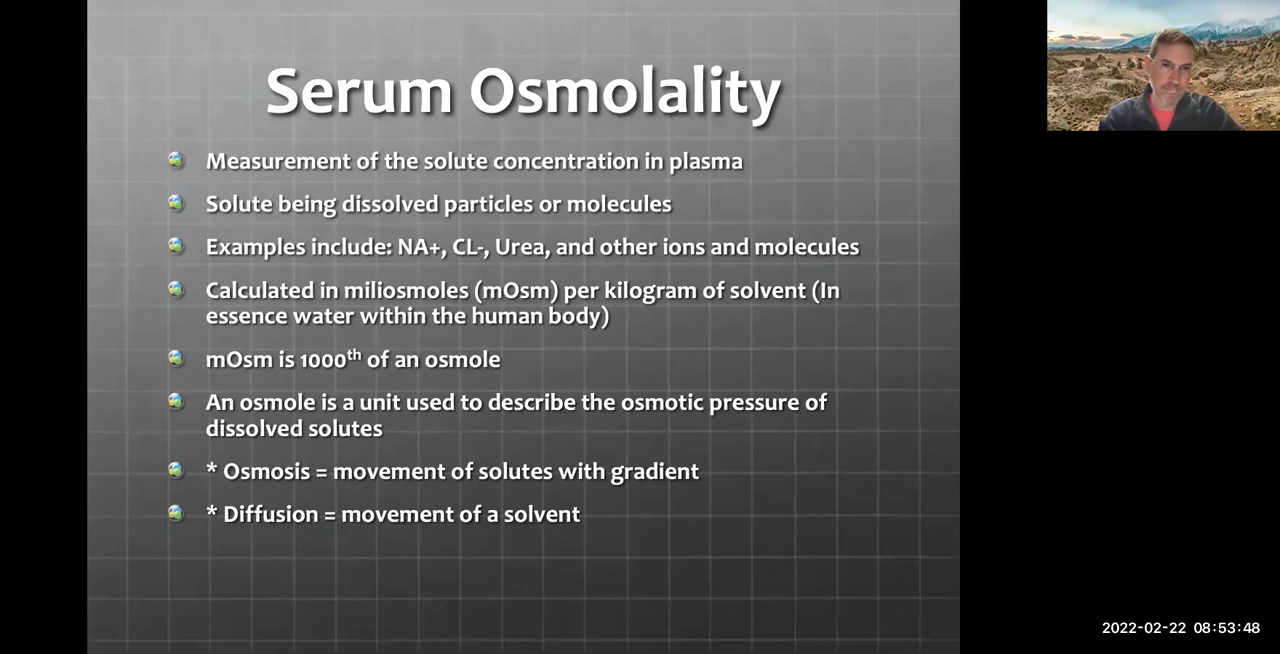 Serum Osmolality
Measurement of the solute concentration in plasma
Solute being dissolved particles or molecules
Examples include: NA+, CL-, Urea, and other ions and molecules
Calculated in miliosmoles (mOsm) per kilogram of solvent (In
essence water within the human body)
mOsm is 1000th of an osmole
An osmole is a unit used to describe the osmotic pressure of
dissolved solutes
* Osmosis = movement of solutes with gradient
* Diffusion = movement of a solvent
2022-02-22 08:53:48